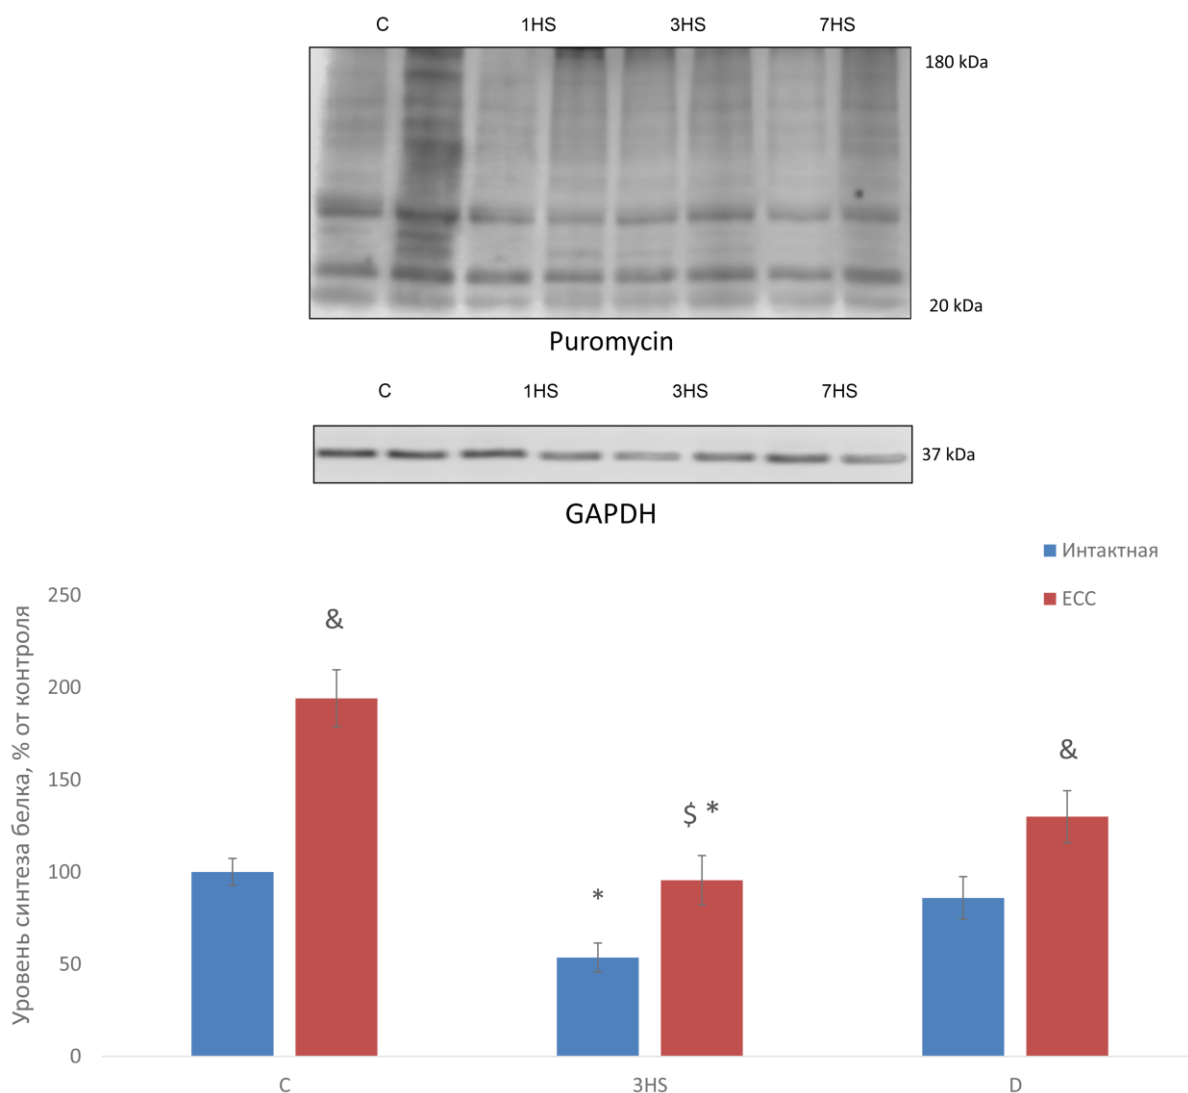 C 1HS 3HS 7HS
180 kDa
20 kDa
Puromycin
C 1HS 3HS 7HS
37 kDa
GAPDH
Интактная
ECC
Уровень синтеза белка, % от контроля
250
200
150
100
50
0
&
*
$ *
&
C 3HS D